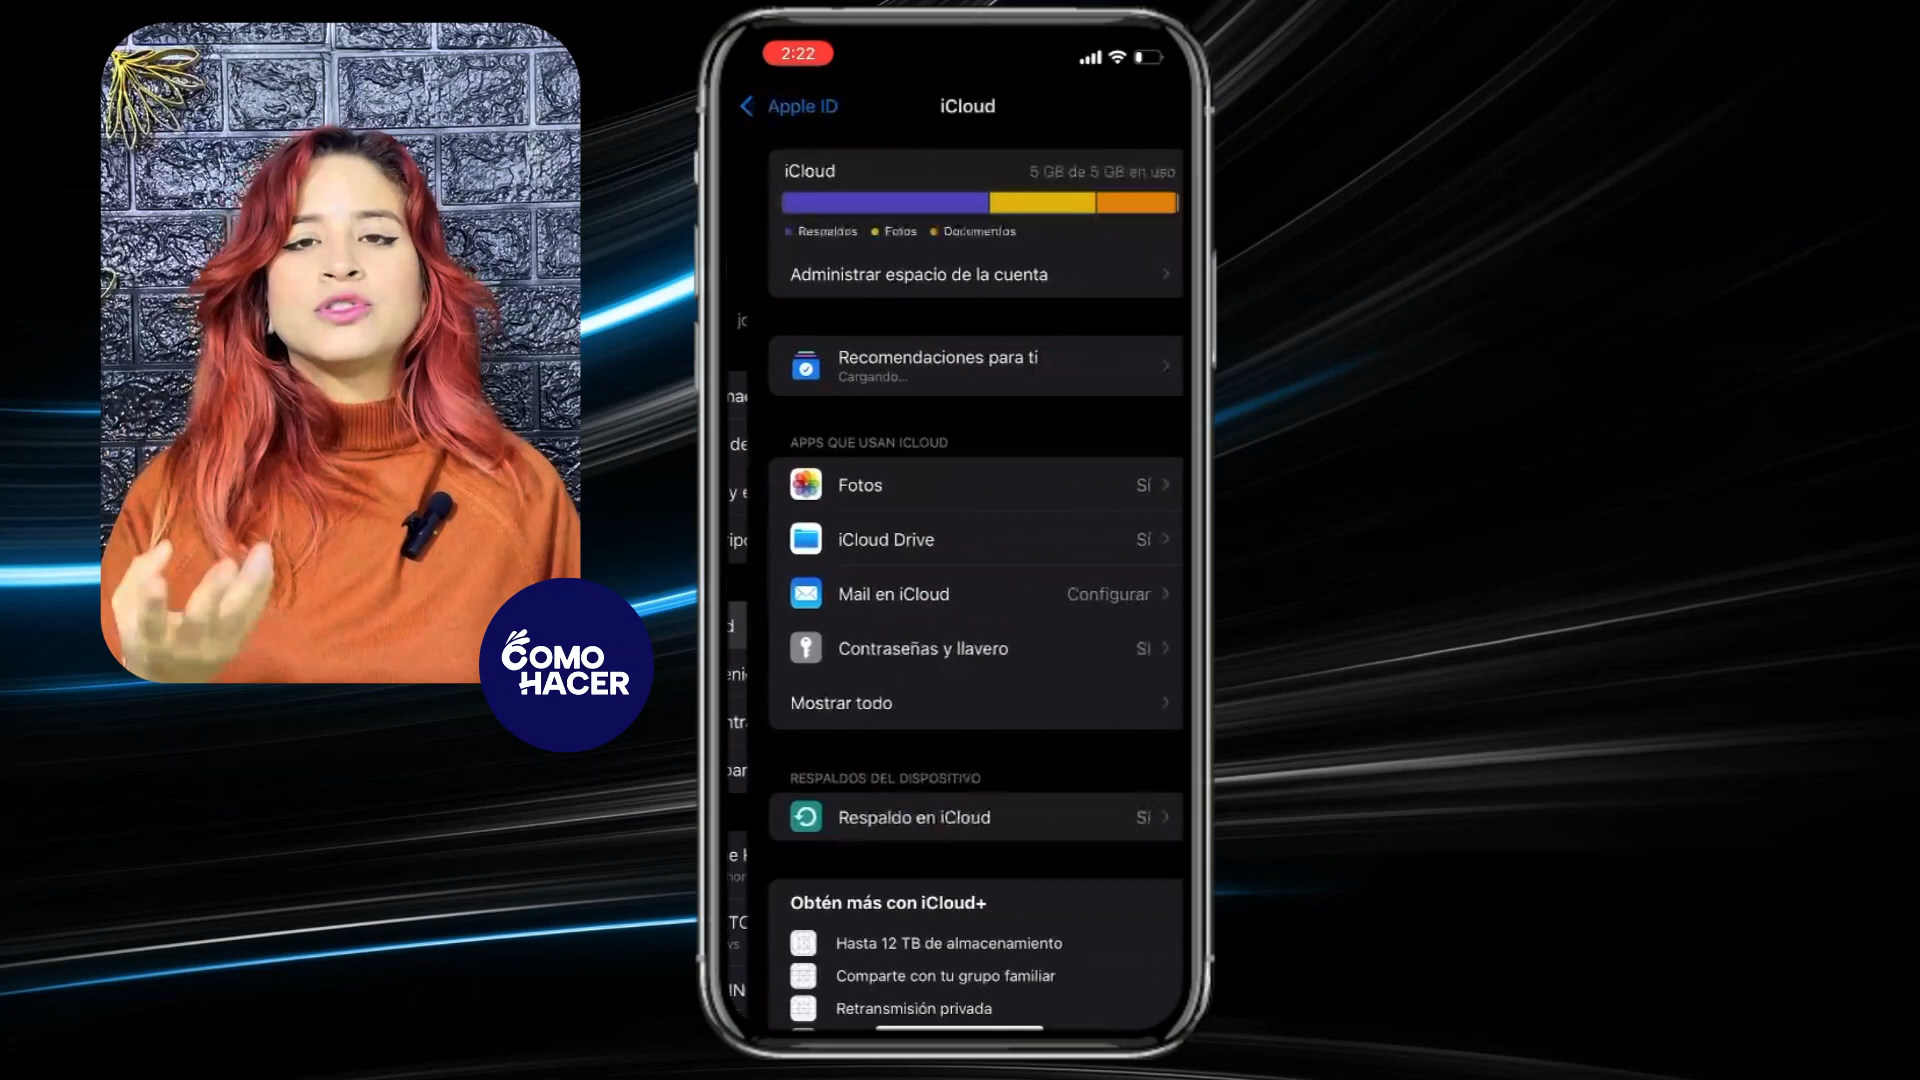 2:22
Apple ID
iCloud
iCloud
5 GB de 5 GB en uso
Respaldos
Fotos
Documentos
Administrar espacio de la cuenta
Recomendaciones para ti
Cargando...
APPS QUE USAN ICLOUD
Fotos
Sí
iCloud Drive
Sí
Mail en iCloud
Configurar
Contraseñas y llavero
Sí
Mostrar todo
RESPALDOS DEL DISPOSITIVO
Respaldo en iCloud
Sí
Obtén más con iCloud+
Hasta 12 TB de almacenamiento
Comparte con tu grupo familiar
Retransmisión privada
COMO
HACER